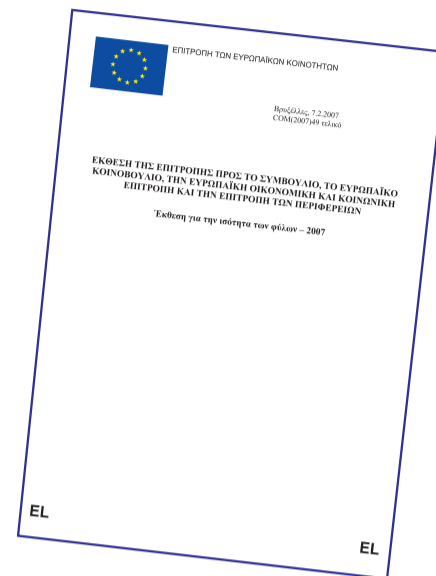 ΕΠΙΤΡΟΠΗ ΤΩΝ ΕΥΡΩΠΑΪΚΩΝ ΚΟΙΝΟΤΗΤΩΝ
Βρυξέλλες, 7.2.2007
COM(2007)49 τελικό
ΕΚΘΕΣΗ ΤΗΣ ΕΠΙΤΡΟΠΗΣ ΠΡΟΣ ΤΟ ΣΥΜΒΟΥΛΙΟ, ΤΟ ΕΥΡΩΠΑΪΚΟ
ΚΟΙΝΟΒΟΥΛΙΟ, ΤΗΝ ΕΥΡΩΠΑΪΚΗ ΟΙΚΟΝΟΜΙΚΗ ΚΑΙ ΚΟΙΝΩΝΙΚΗ
ΕΠΙΤΡΟΠΗ ΚΑΙ ΤΗΝ ΕΠΙΤΡΟΠΗ ΤΩΝ ΠΕΡΙΦΕΡΕΙΩΝ
Έκθεση για την ισότητα των φύλων – 2007
EL
EL